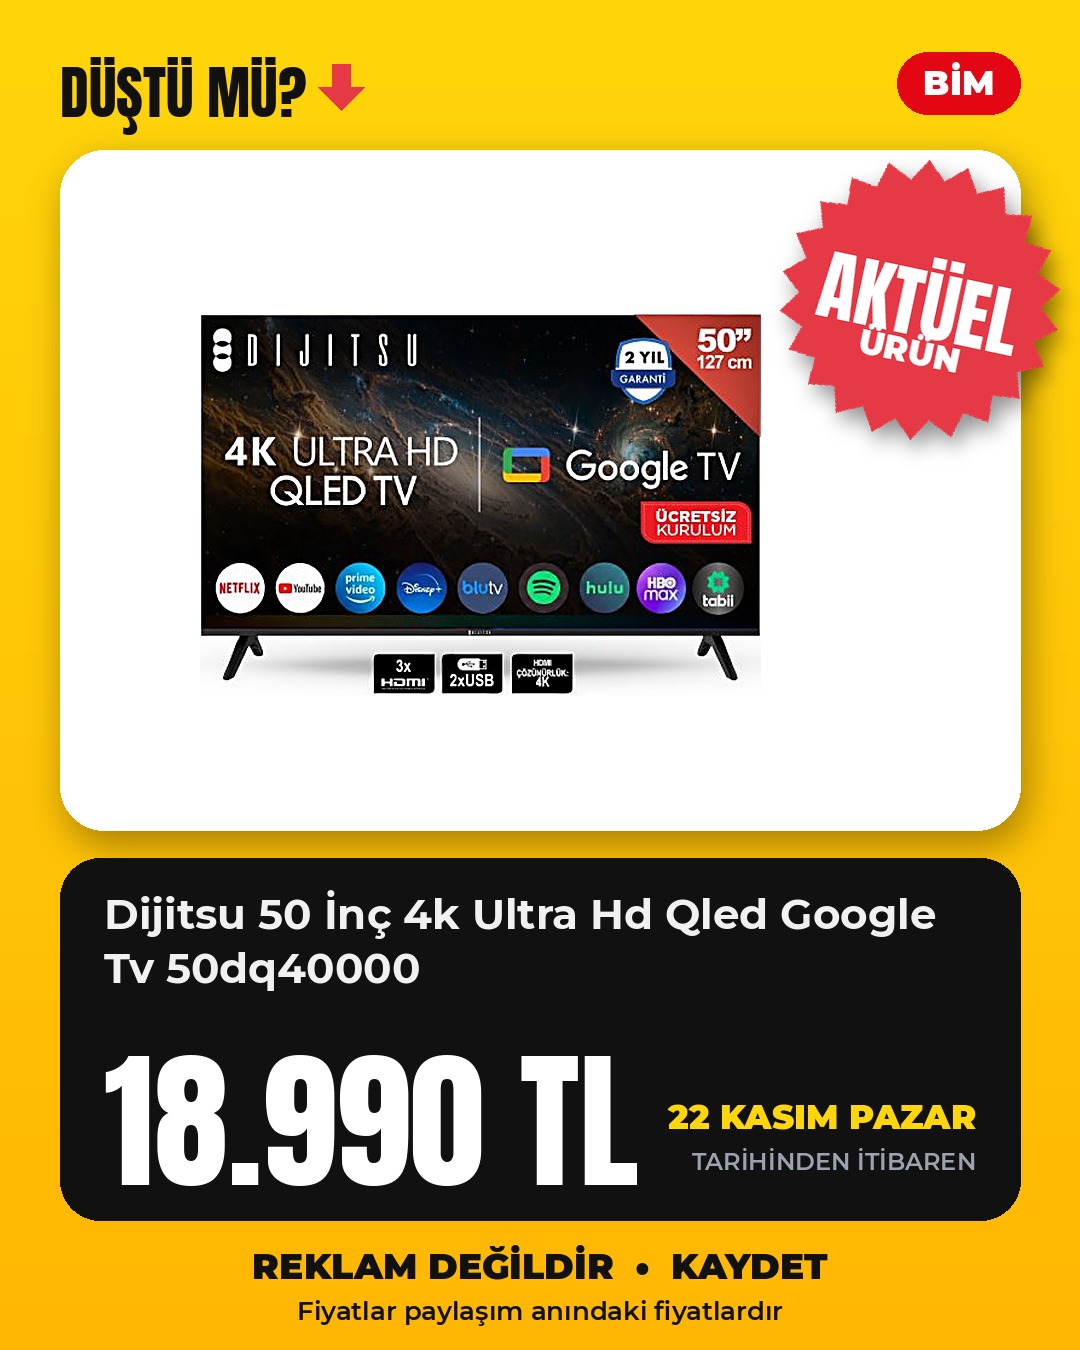 DÜŞTÜ MÜ?
BİM
AKTÜEL
ÜRÜN
DIJITSU
2 YIL
GARANTİ
50”
127 cm
4K ULTRA HD
QLED TV
Google TV
ÜCRETSİZ
KURULUM
NETFLIX
YouTube
prime
video
Disney+
blutv
hulu
HBO
max
tabii
3x
HDMI
2xUSB
HDMI
ÇÖZÜNÜRLÜK:
4K
Dijitsu 50 İnç 4k Ultra Hd Qled Google
Tv 50dq40000
18.990 TL
22 KASIM PAZAR
TARİHİNDEN İTİBAREN
REKLAM DEĞİLDİR • KAYDET
Fiyatlar paylaşım anındaki fiyatlardır